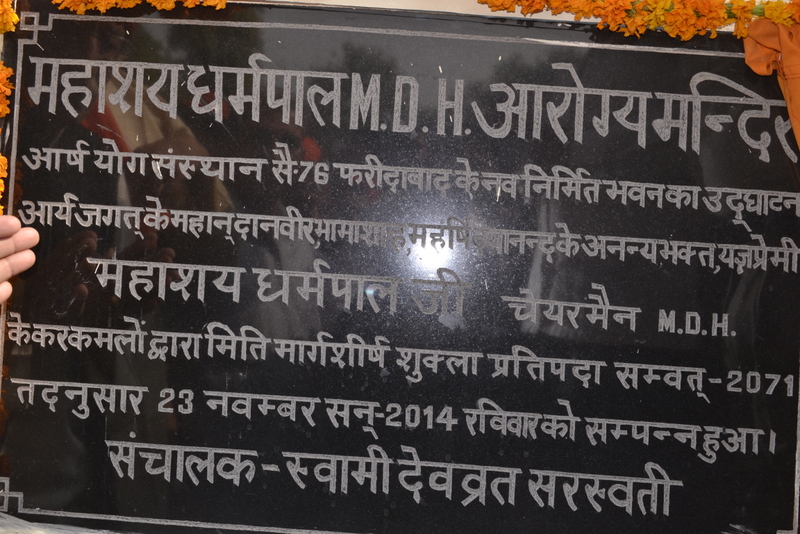 महाशय धर्मपाल M.D.H. आरोग्य मन्दिर
आर्ष योग संस्थान सै-76 फरीदाबाद के नव निर्मित भवन का उद्घाटन
आर्य जगत् के महान् दानवीर, भामाशाह, महर्षि दयानन्द के अनन्य भक्त, यज्ञ प्रेमी
महाशय धर्मपाल जी चेयरमैन M.D.H.
के करकमलों द्वारा मिति मार्गशीर्ष शुक्ला प्रतिपदा सम्वत्-2071
तदनुसार 23 नवम्बर सन्-2014 रविवार को सम्पन्न हुआ।
संचालक-स्वामी देवव्रत सरस्वती